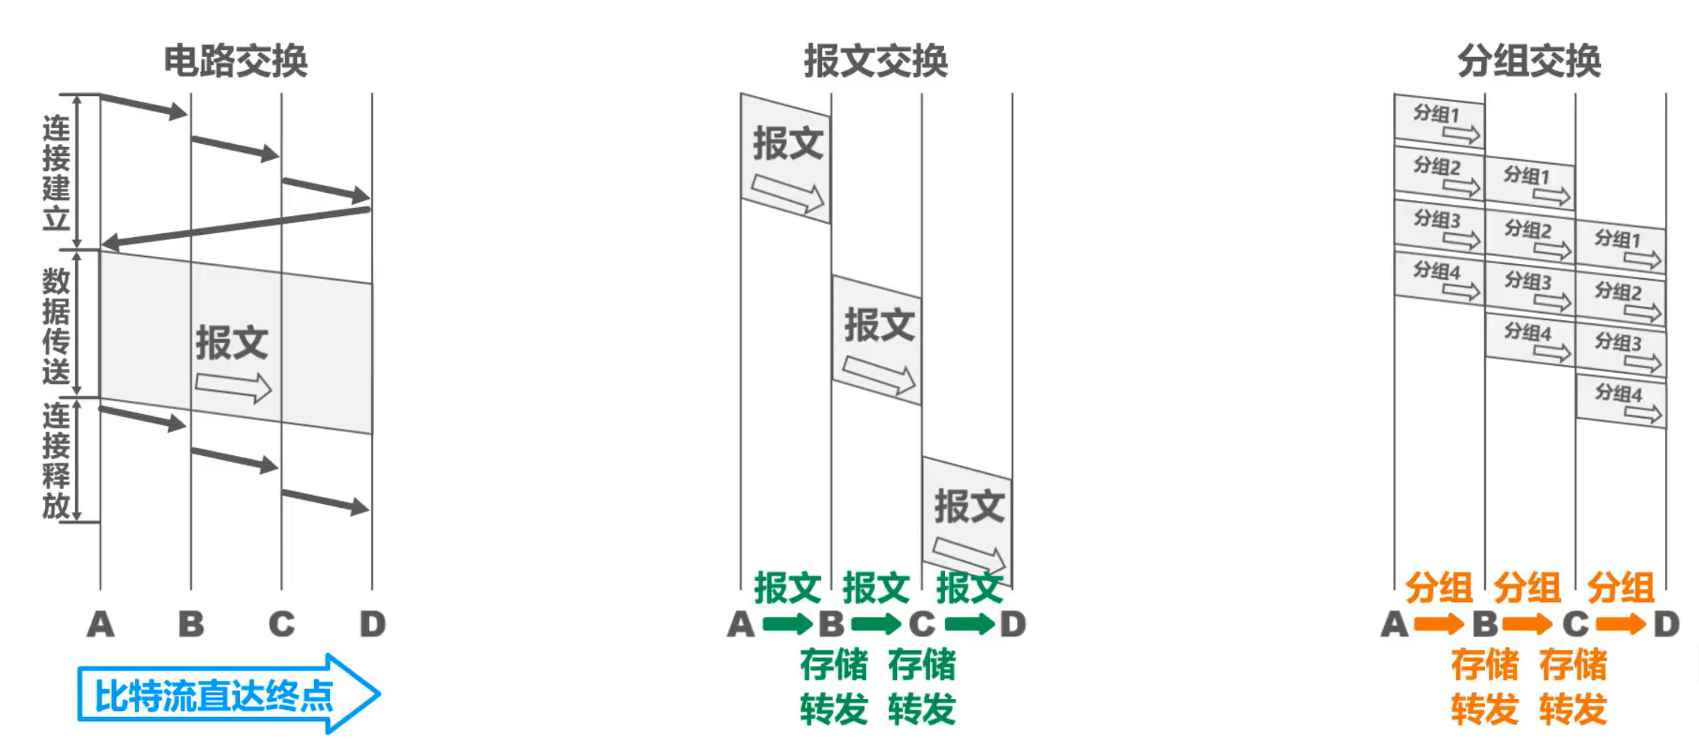 电路交换
连接建立
数据传送
报文
连接释放
A B C D
比特流直达终点
报文交换
报文
报文
报文
报文 报文 报文
A B C D
存储 存储
转发 转发
分组交换
分组1
分组2 分组1
分组3 分组2 分组1
分组4 分组3 分组2
分组4 分组3
分组4
分组 分组 分组
A B C D
存储 存储
转发 转发